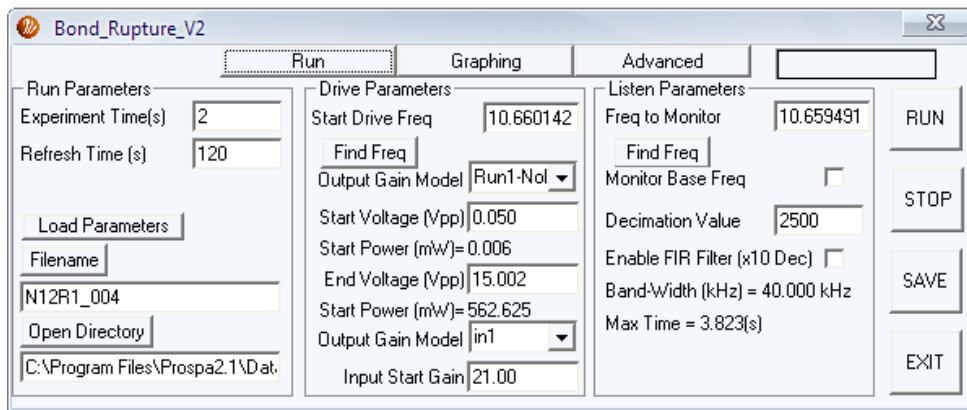 Bond_Rupture_V2
Run Graphing Advanced
Run Parameters
Experiment Time(s) 2
Refresh Time (s) 120
Load Parameters
Filename
N12R1_004
Open Directory
C:\Program Files\Prospa2.1\Dat
Drive Parameters
Start Drive Freq 10.660142
Find Freq
Output Gain Model Run1-Nol
Start Voltage (Vpp) 0.050
Start Power (mW)= 0.006
End Voltage (Vpp) 15.002
Start Power (mW)= 562.625
Output Gain Model in1
Input Start Gain 21.00
Listen Parameters
Freq to Monitor 10.659491
Find Freq
Monitor Base Freq
Decimation Value 2500
Enable FIR Filter (x10 Dec)
Band-Width (kHz) = 40.000 kHz
Max Time = 3.823(s)
RUN
STOP
SAVE
EXIT